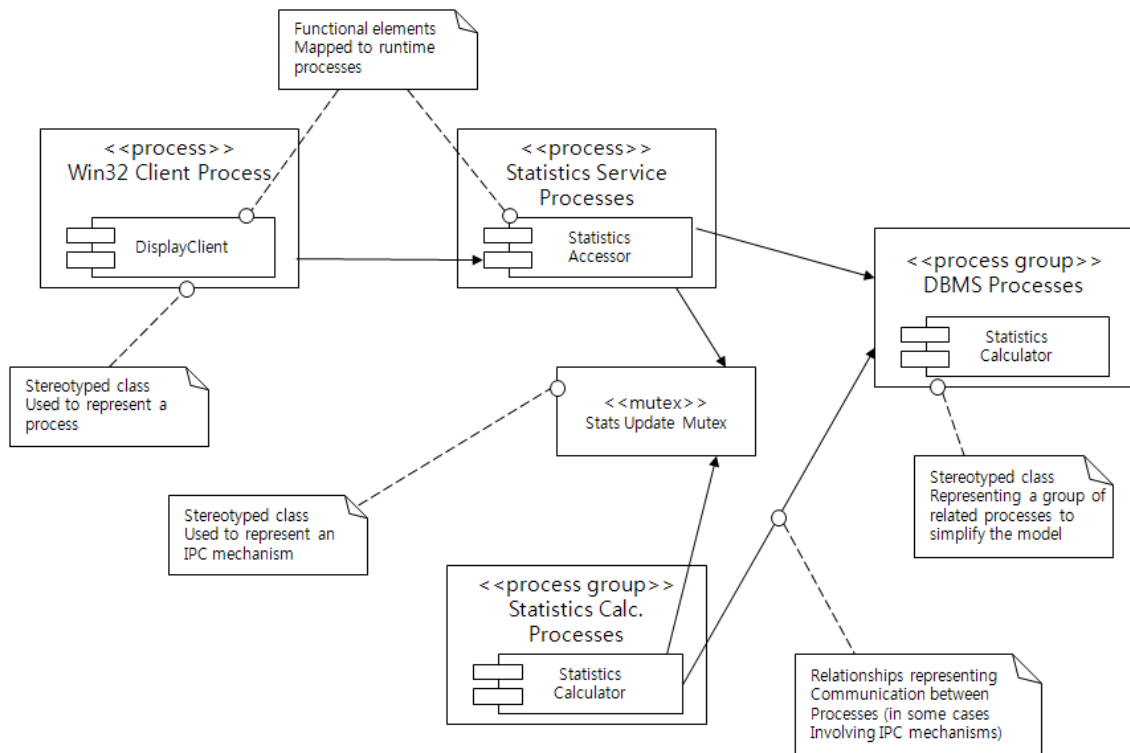 Functional elements
Mapped to runtime
processes
<<process>>
Win32 Client Process
DisplayClient
<<process>>
Statistics Service
Processes
Statistics
Accessor
<<process group>>
DBMS Processes
Statistics
Calculator
Stereotyped class
Used to represent a
process
<<mutex>>
Stats Update Mutex
Stereotyped class
Representing a group of
related processes to
simplify the model
Stereotyped class
Used to represent an
IPC mechanism
<<process group>>
Statistics Calc.
Processes
Statistics
Calculator
Relationships representing
Communication between
Processes (in some cases
Involving IPC mechanisms)